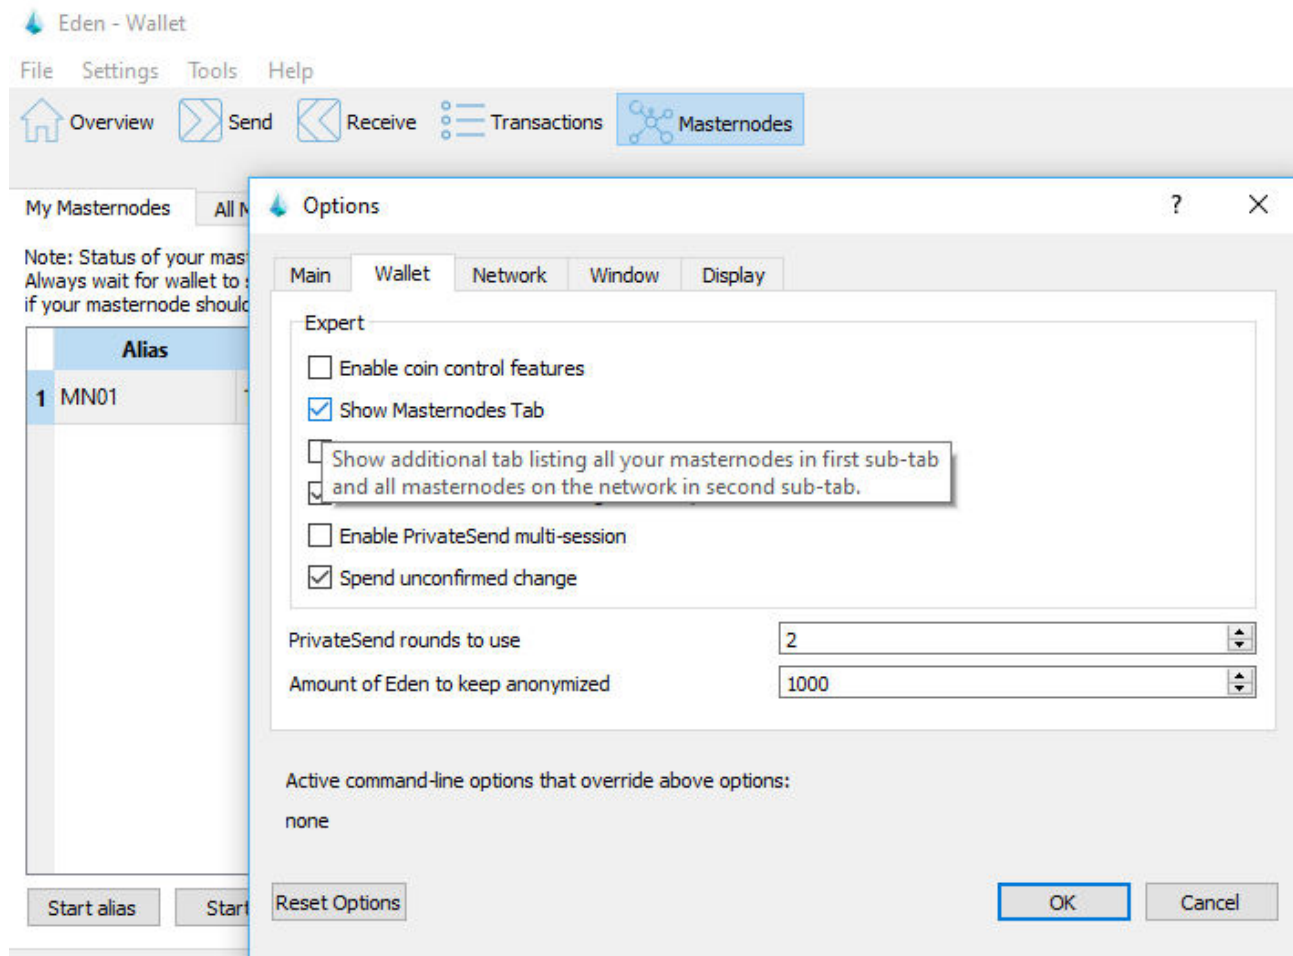 Eden - Wallet
File Settings Tools Help
Overview Send Receive Transactions Masternodes
My Masternodes All
Options ?
Note: Status of your
Always wait for wallet to
if your masternode
Main Wallet Network Window Display
Expert
Alias
1 MN01
Enable coin control features
Show Masternodes Tab
Show additional tab listing all your masternodes in first sub-tab
and all masternodes on the network in second sub-tab.
Enable PrivateSend multi-session
Spend unconfirmed change
PrivateSend rounds to use 2
Amount of Eden to keep anonymized 1000
Active command-line options that override above options:
none
Start alias Start
Reset Options OK Cancel